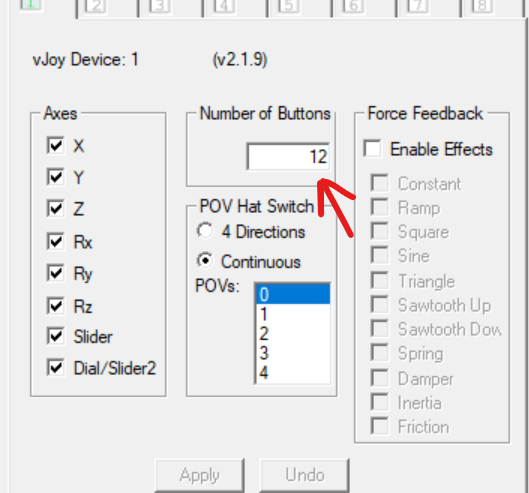 1 2 3 4 5 6 7 8
vJoy Device: 1 (v2.1.9)
Axes
X
Y
Z
Rx
Ry
Rz
Slider
Dial/Slider2
Number of Buttons
12
POV Hat Switch
4 Directions
Continuous
POVs:
0
1
2
3
4
Force Feedback
Enable Effects
Constant
Ramp
Square
Sine
Triangle
Sawtooth Up
Sawtooth Dow
Spring
Damper
Inertia
Friction
Apply Undo